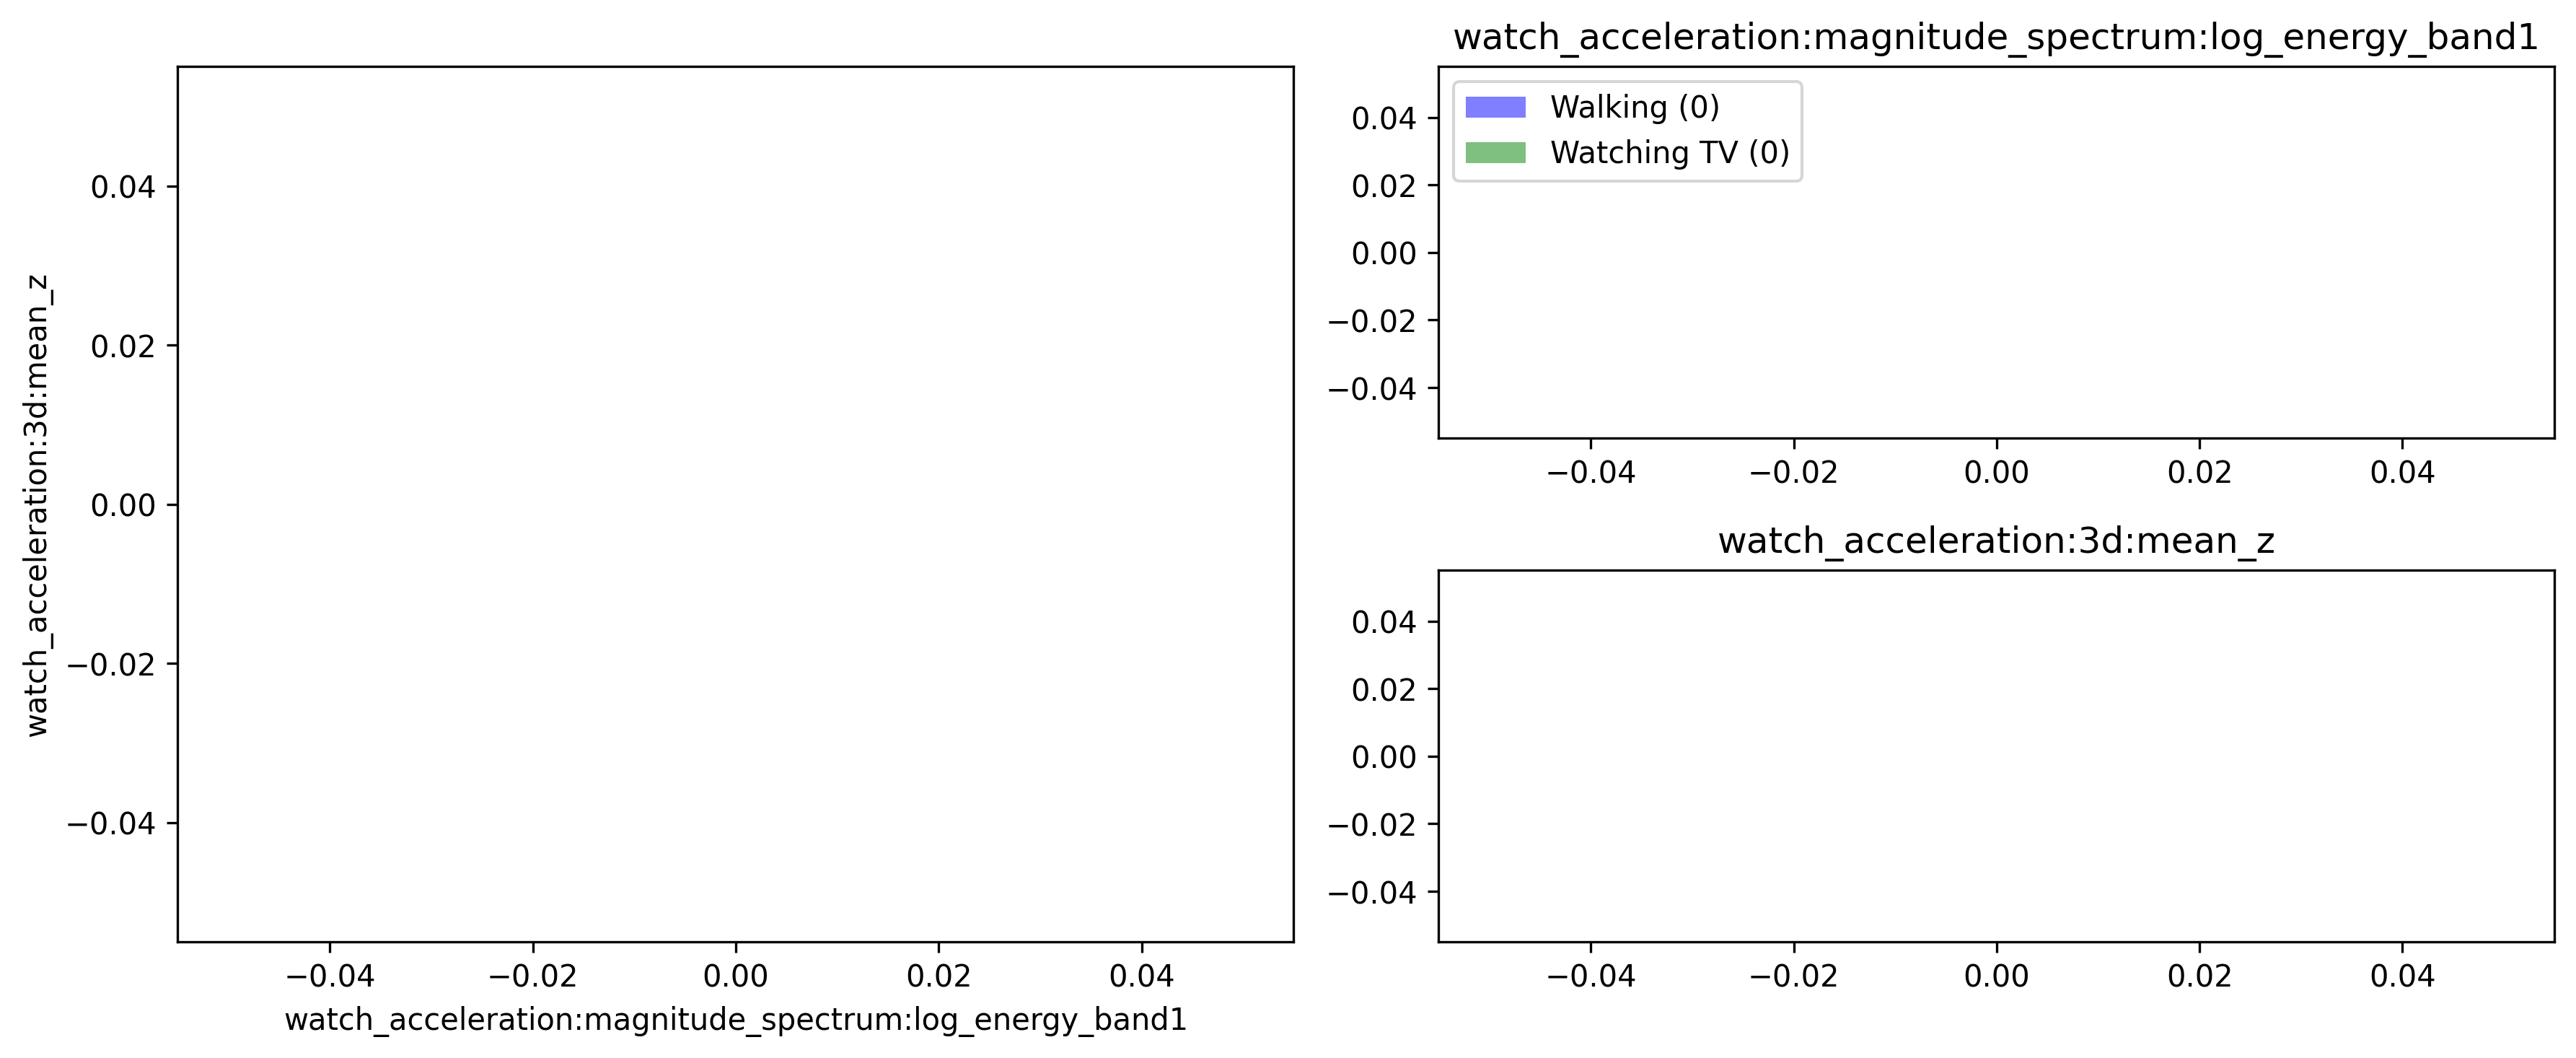 watch_acceleration:3d:mean_z
0.04
0.02
0.00
−0.02
−0.04
−0.04 −0.02 0.00 0.02 0.04
watch_acceleration:magnitude_spectrum:log_energy_band1
watch_acceleration:magnitude_spectrum:log_energy_band1
Walking (0)
Watching TV (0)
0.04
0.02
0.00
−0.02
−0.04
−0.04 −0.02 0.00 0.02 0.04
watch_acceleration:3d:mean_z
0.04
0.02
0.00
−0.02
−0.04
−0.04 −0.02 0.00 0.02 0.04